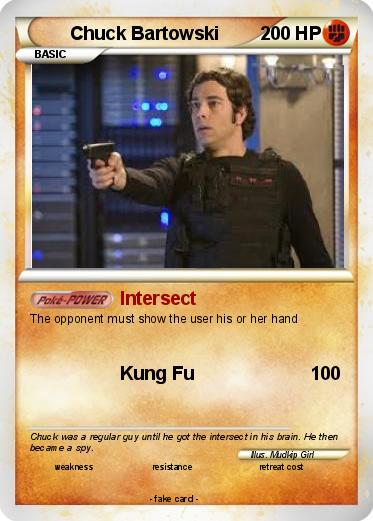 Chuck Bartowski 200 HP
BASIC
Poké-POWER Intersect
The opponent must show the user his or her hand
Kung Fu 100
Chuck was a regular guy until he got the intersect in his brain. He then
became a spy.
Illus. Mudkip Girl
weakness resistance retreat cost
- fake card -